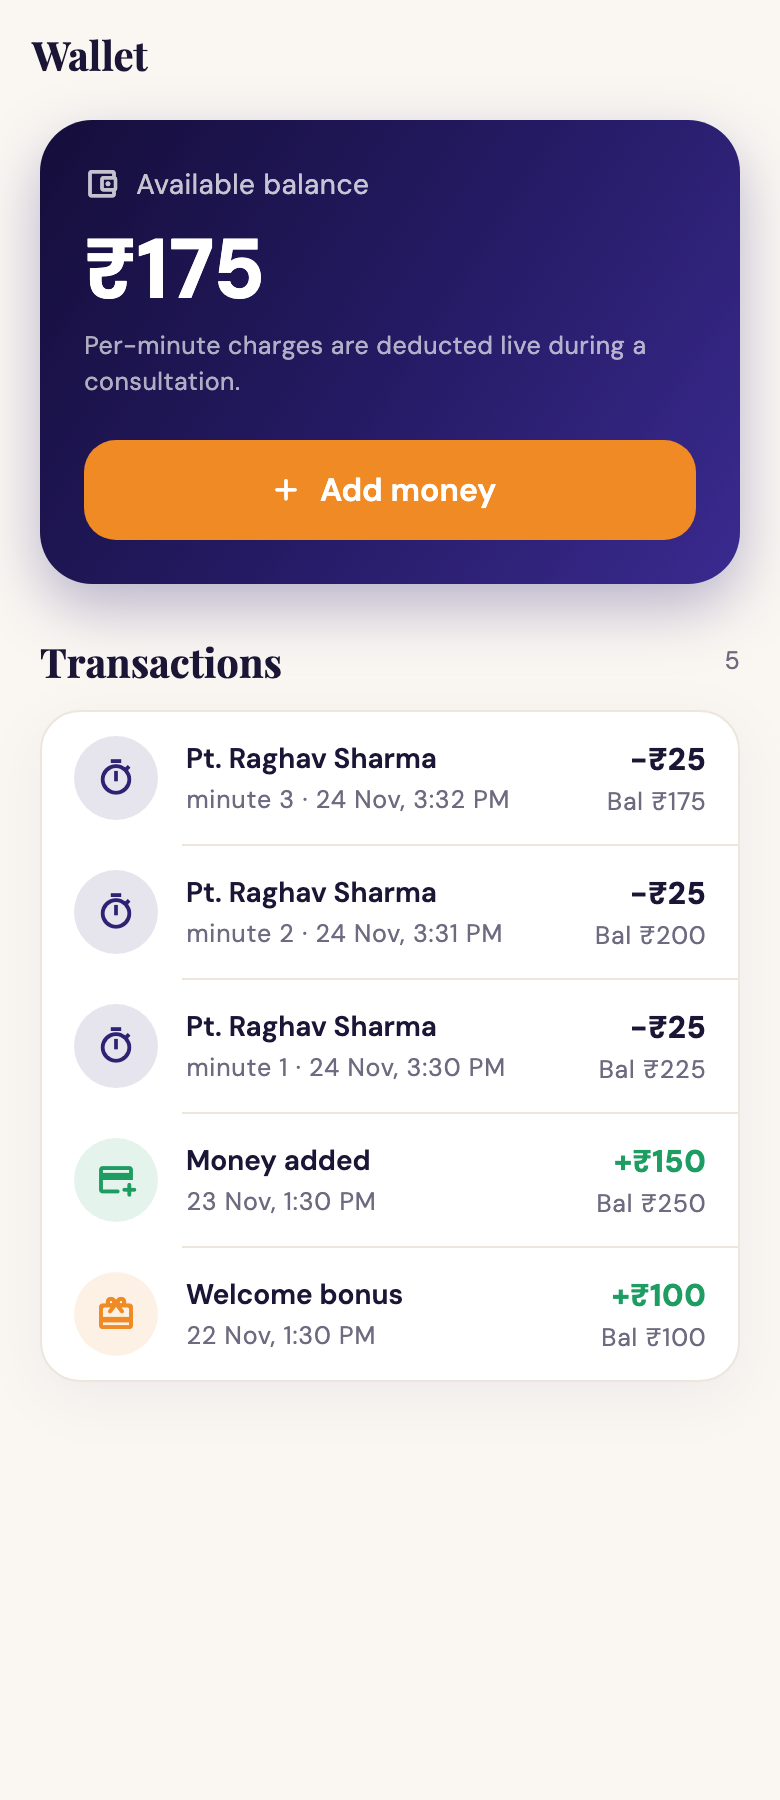 Wallet
Available balance
₹175
Per-minute charges are deducted live during a
consultation.
+ Add money
Transactions 5
Pt. Raghav Sharma -₹25
minute 3 · 24 Nov, 3:32 PM Bal ₹175
Pt. Raghav Sharma -₹25
minute 2 · 24 Nov, 3:31 PM Bal ₹200
Pt. Raghav Sharma -₹25
minute 1 · 24 Nov, 3:30 PM Bal ₹225
Money added +₹150
23 Nov, 1:30 PM Bal ₹250
Welcome bonus +₹100
22 Nov, 1:30 PM Bal ₹100